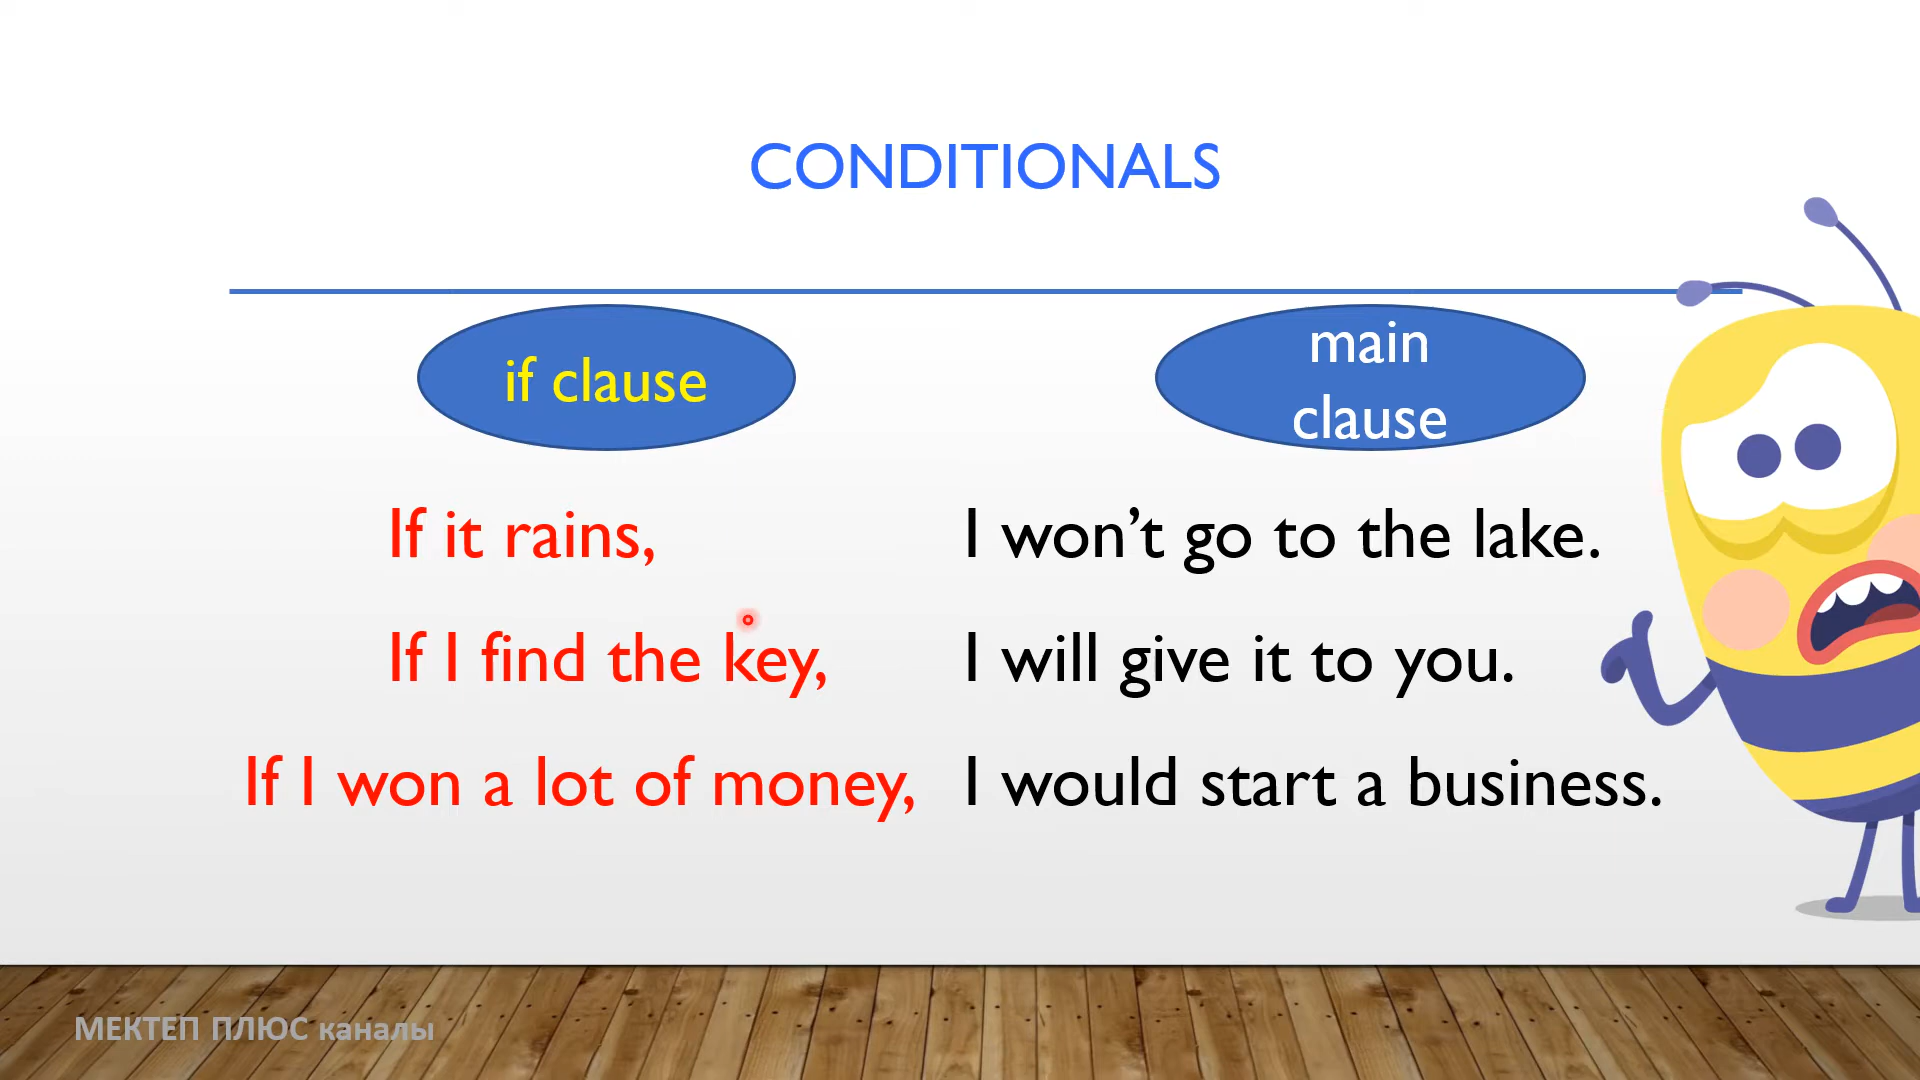 CONDITIONALS
if clause
main
clause
If it rains, I won’t go to the lake.
If I find the key, I will give it to you.
If I won a lot of money, I would start a business.
МЕКТЕП ПЛЮС каналы